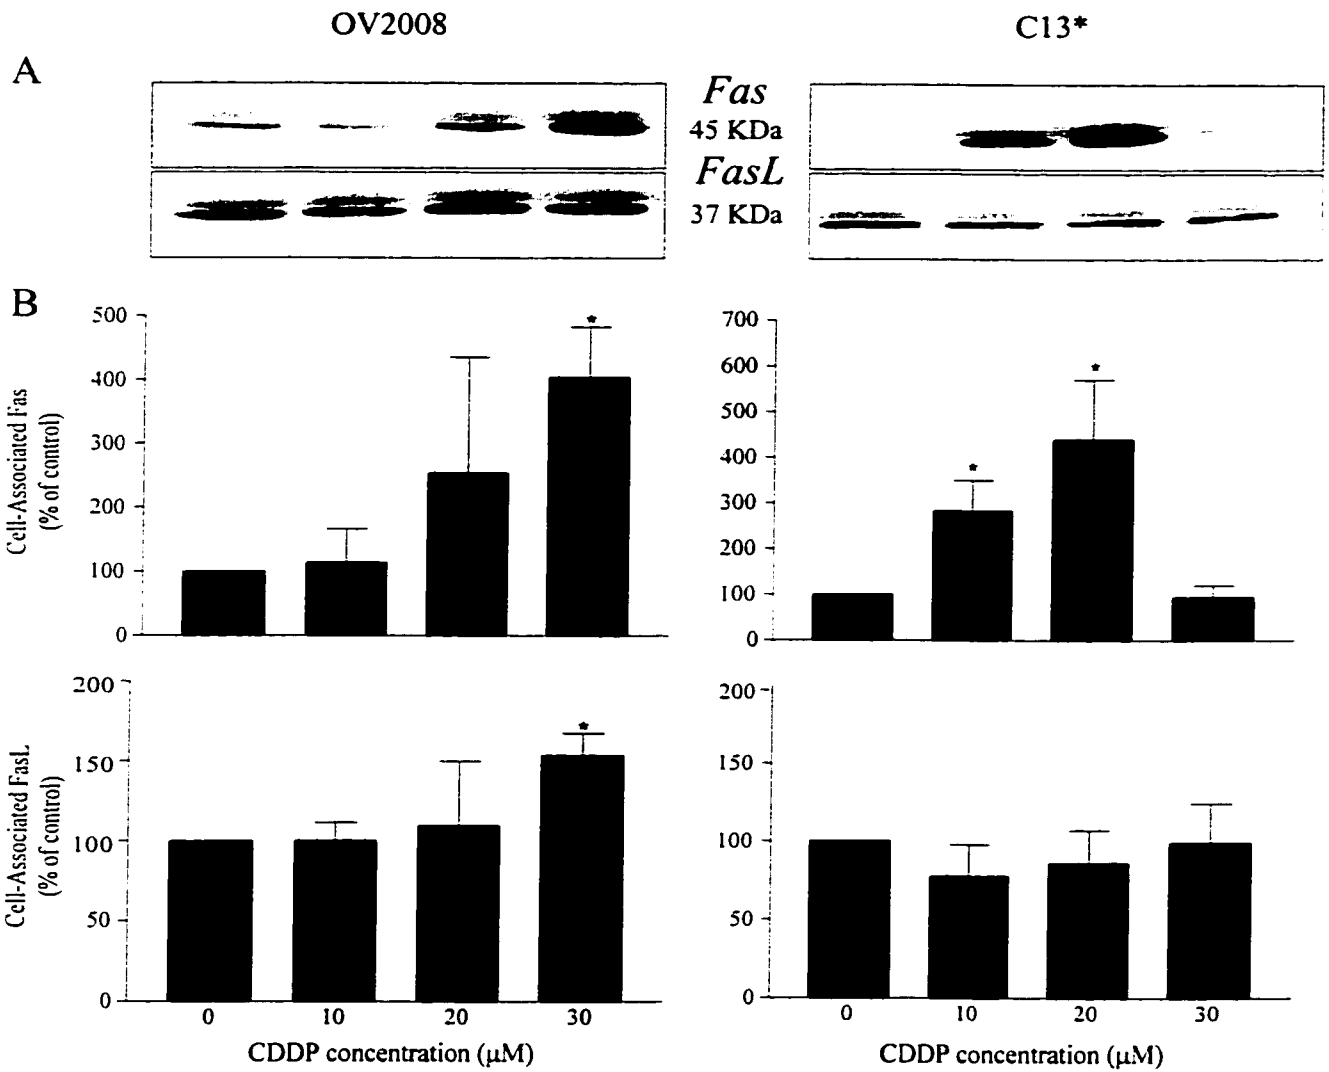 OV2008
C13*
A
Fas
45 KDa
FasL
37 KDa
B
500
400
300
200
100
0
Cell-Associated Fas
(% of control)
*
700
600
500
400
300
200
100
0
*
*
200
150
100
50
0
Cell-Associated FasL
(% of control)
*
0 10 20 30
CDDP concentration (μM)
200
150
100
50
0
0 10 20 30
CDDP concentration (μM)